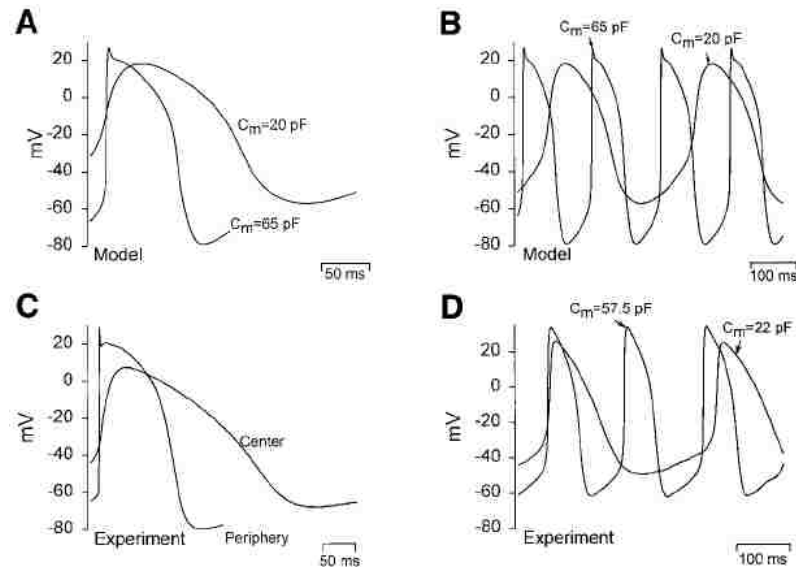 A
20
0
-20
-40
-60
-80
mV
Cm=20 pF
Cm=65 pF
Model
50 ms
B
Cm=65 pF
Cm=20 pF
20
0
-20
-40
-60
-80
mV
Model
100 ms
C
20
0
-20
-40
-60
-80
mV
Center
Experiment
Periphery
50 ms
D
Cm=57.5 pF
Cm=22 pF
20
0
-20
-40
-60
-80
mV
Experiment
100 ms